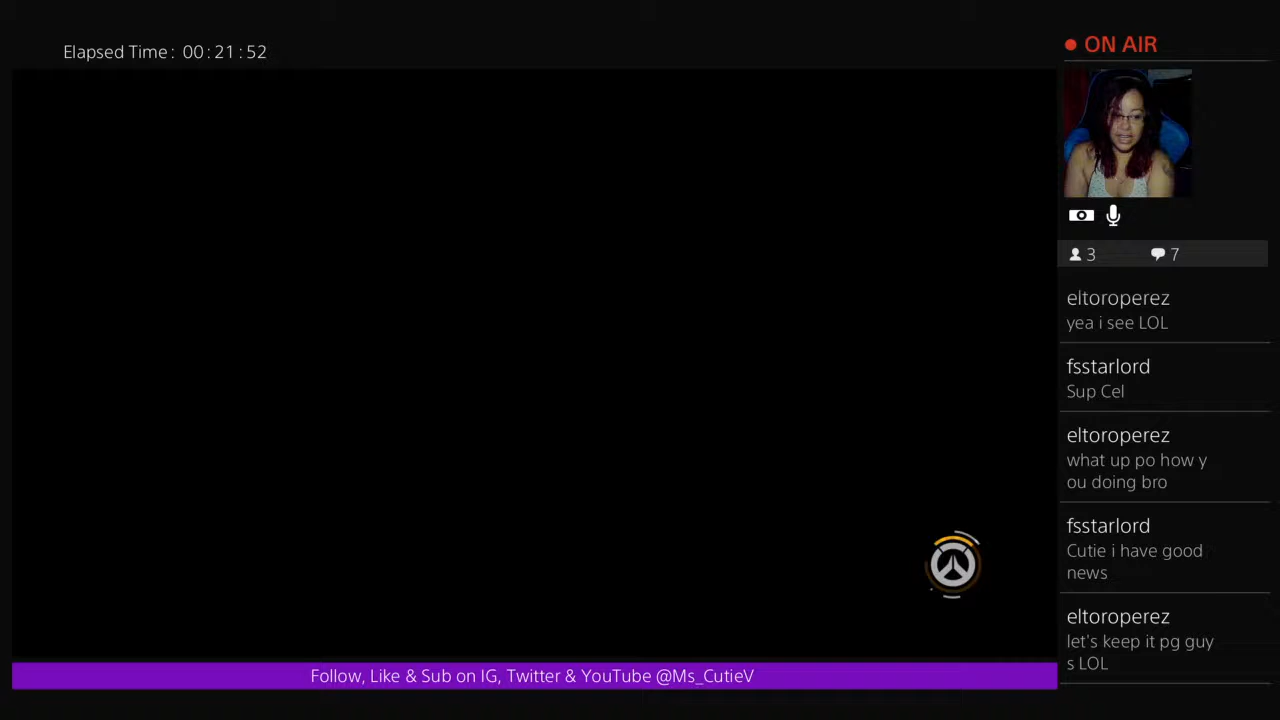 Elapsed Time: 00:21:52
ON AIR
3
7
eltoroperez
yea i see LOL
fsstarlord
Sup Cel
eltoroperez
what up po how y
ou doing bro
fsstarlord
Cutie i have good
news
eltoroperez
let's keep it pg guy
s LOL
Follow, Like & Sub on IG, Twitter & YouTube @Ms_CutieV